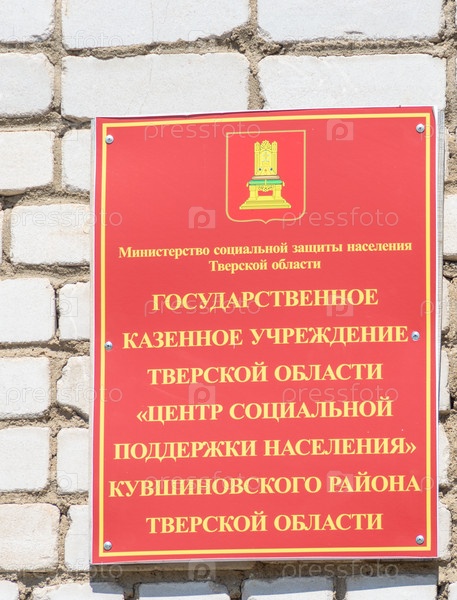 Министерство социальной защиты населения
Тверской области
ГОСУДАРСТВЕННОЕ
КАЗЕННОЕ УЧРЕЖДЕНИЕ
ТВЕРСКОЙ ОБЛАСТИ
«ЦЕНТР СОЦИАЛЬНОЙ
ПОДДЕРЖКИ НАСЕЛЕНИЯ»
КУВШИНОВСКОГО РАЙОНА
ТВЕРСКОЙ ОБЛАСТИ
pressfoto